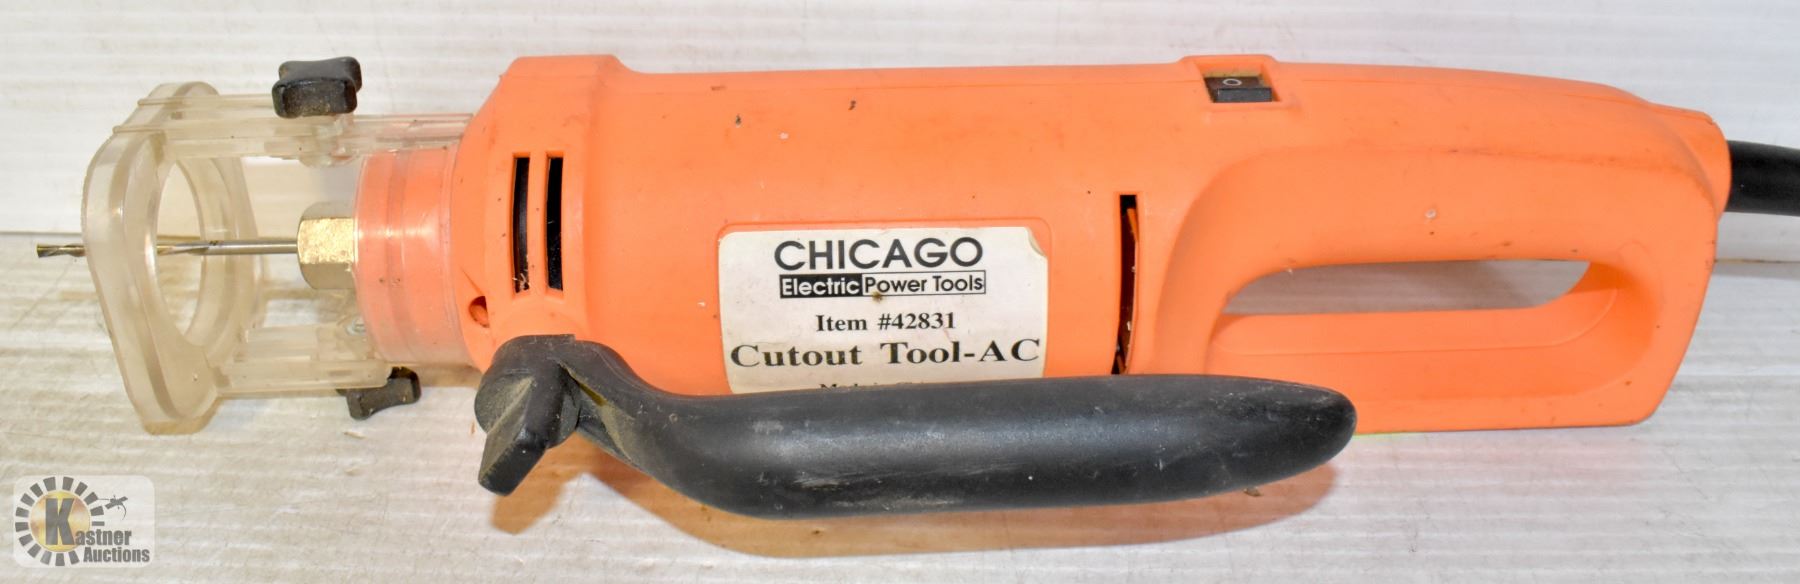 CHICAGO
Electric Power Tools
Item #42831
Cutout Tool-AC
O
Kastner
Auctions